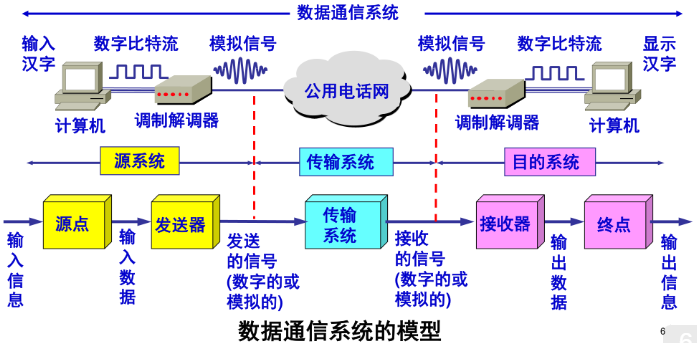 数据通信系统
输入
汉字
数字比特流
模拟信号
模拟信号
数字比特流
显示
汉字
公用电话网
计算机
调制解调器
调制解调器
计算机
源系统
传输系统
目的系统
源点
发送器
传输
系统
接收器
终点
输入信息
输入数据
发送
的信号
(数字的或
模拟的)
接收
的信号
(数字的或
模拟的)
输出数据
输出信息
数据通信系统的模型
6
6